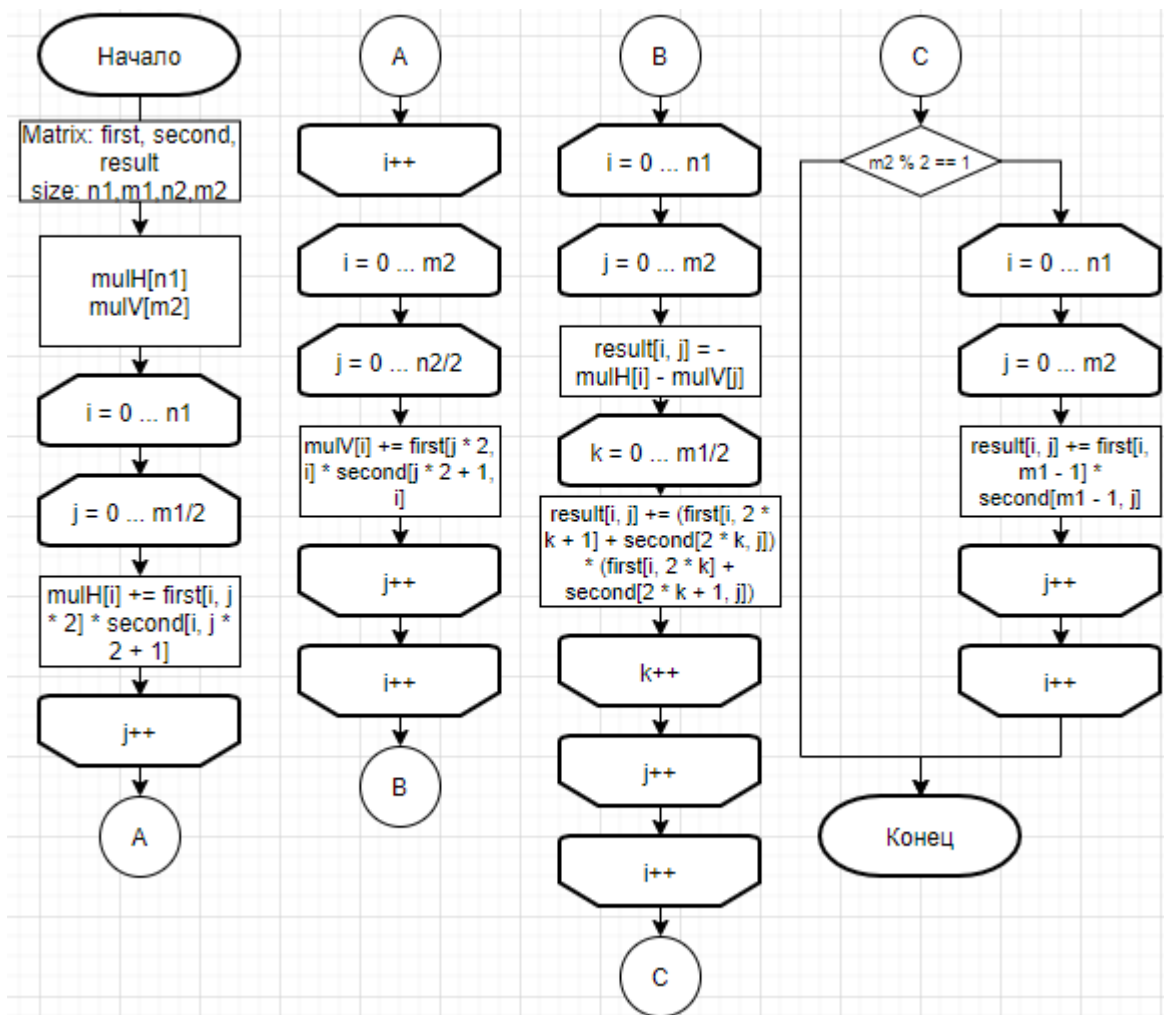 Начало
Matrix: first, second,
result
size: n1,m1,n2,m2
mulH[n1]
mulV[m2]
i = 0 ... n1
j = 0 ... m1/2
mulH[i] += first[i, j
* 2] * second[i, j *
2 + 1]
j++
A
A
i++
i = 0 ... m2
j = 0 ... n2/2
mulV[i] += first[j * 2,
i] * second[j * 2 + 1,
i]
j++
i++
B
B
i = 0 ... n1
j = 0 ... m2
result[i, j] = -
mulH[i] - mulV[j]
k = 0 ... m1/2
result[i, j] += (first[i, 2 *
k + 1] + second[2 * k, j])
* (first[i, 2 * k] +
second[2 * k + 1, j])
k++
j++
i++
C
C
m2 % 2 == 1
i = 0 ... n1
j = 0 ... m2
result[i, j] += first[i,
m1 - 1] *
second[m1 - 1, j]
j++
i++
Конец